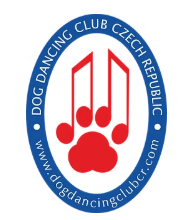 • DOG DANCING CLUB CZECH REPUBLIC •
www.dogdancingclubcr.com